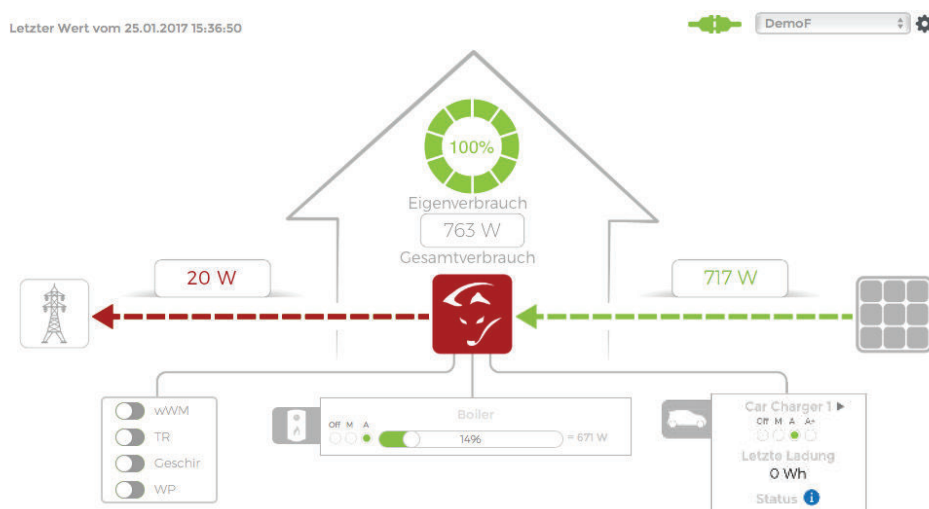 Letzter Wert vom 25.01.2017 15:36:50
DemoF
100%
Eigenverbrauch
763 W
Gesamtverbrauch
20 W
717 W
wWM
TR
Geschir
WP
Boiler
Off M A
1496
= 671 W
Car Charger 1
Off M A A+
Letzte Ladung
0 Wh
Status i